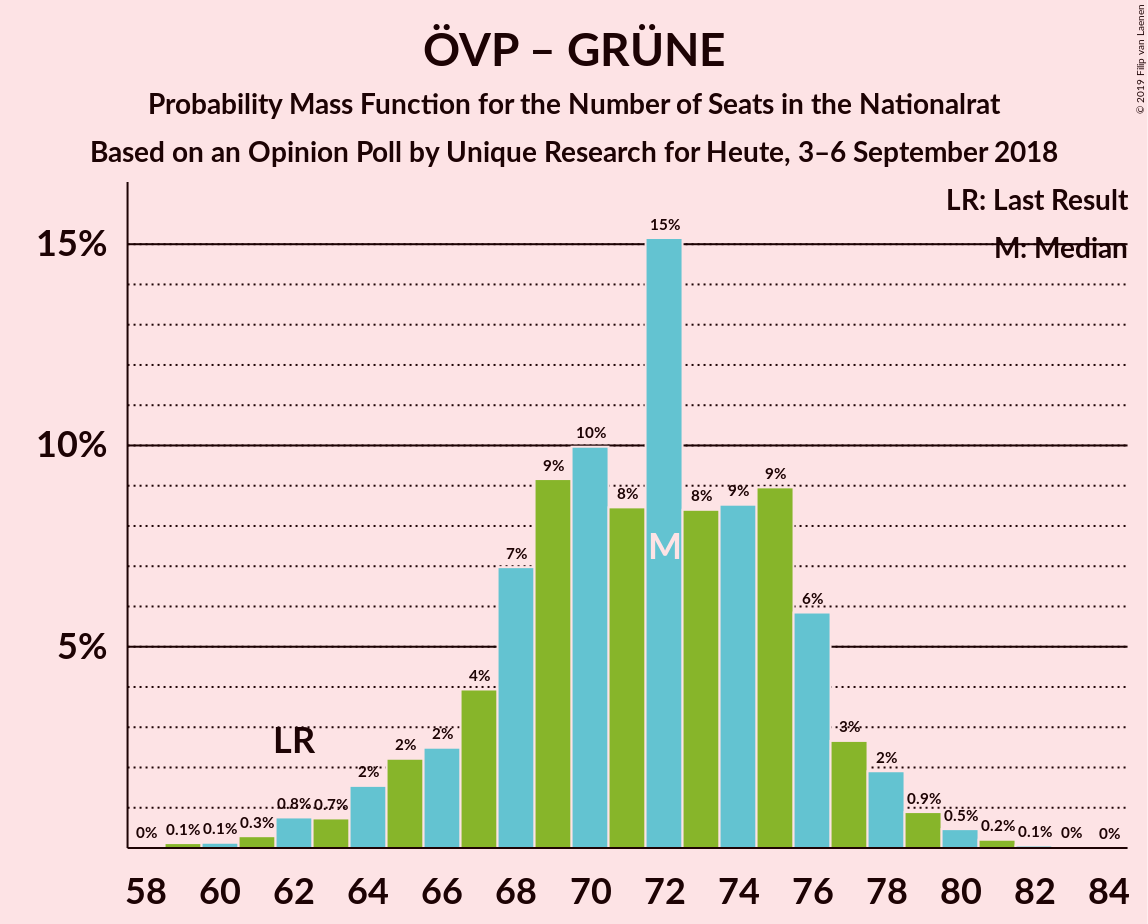 ÖVP – GRÜNE
Probability Mass Function for the Number of Seats in the Nationalrat
Based on an Opinion Poll by Unique Research for Heute, 3–6 September 2018
© 2019 Filip van Laenen
LR: Last Result
M: Median
15%
10%
5%
0% 0.1% 0.1% 0.3% 0.8% 0.7% 2% 2% 2% 4% 7% 9% 10% 8% 15% 8% 9% 9% 6% 3% 2% 0.9% 0.5% 0.2% 0.1% 0% 0%
LR
M
58 60 62 64 66 68 70 72 74 76 78 80 82 84